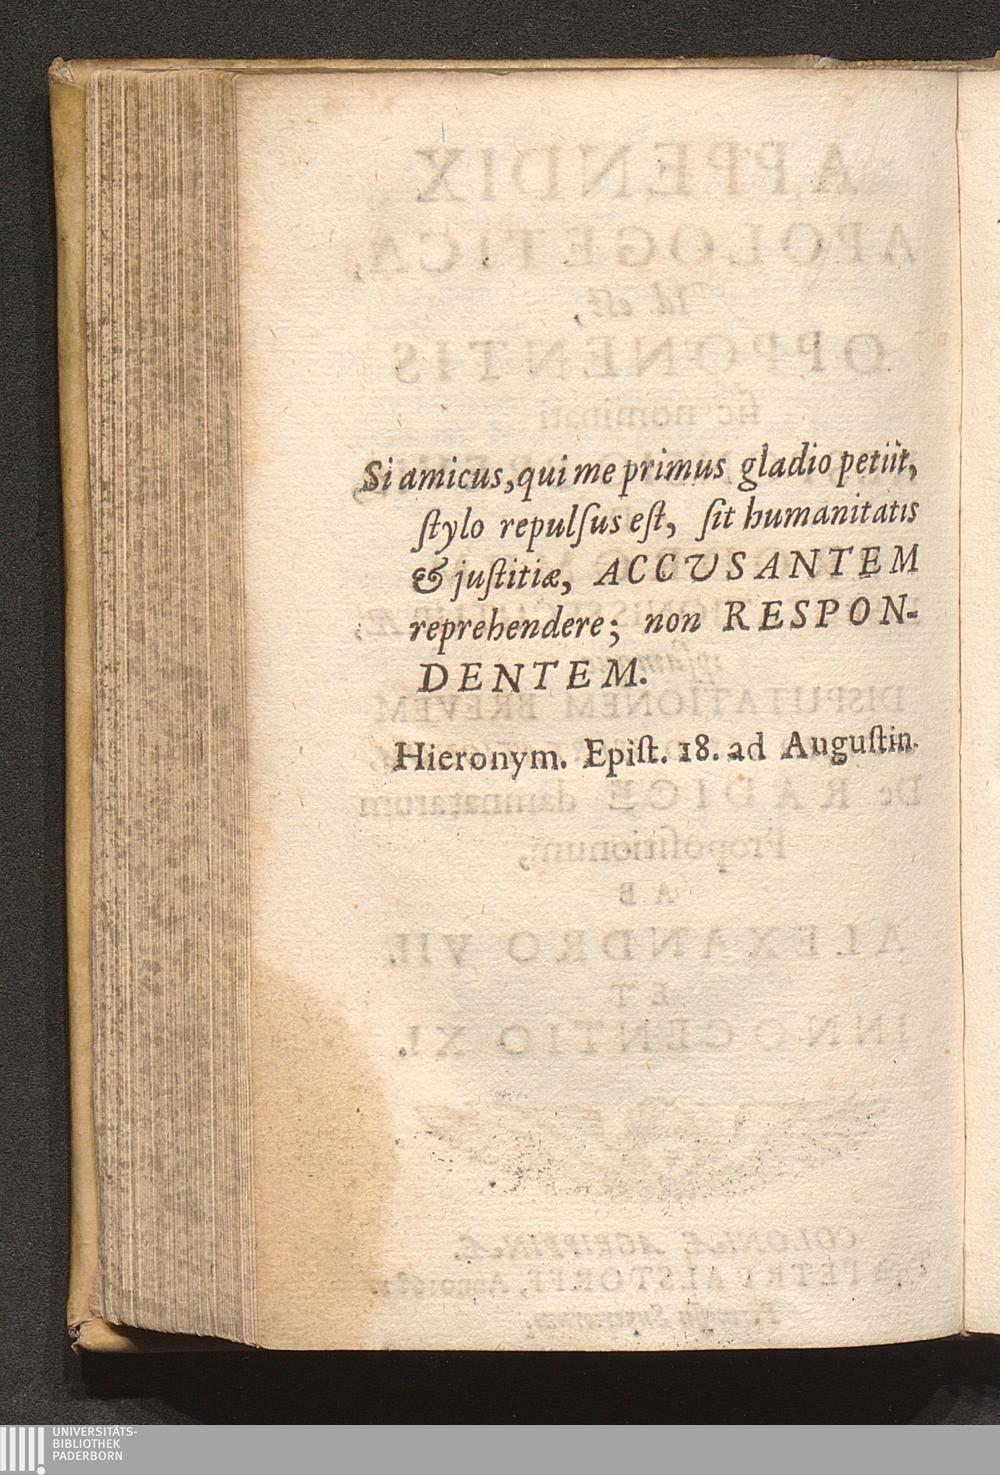 Si amicus, qui me primus gladio petiit,
ſtylo repulſus eſt, ſit humanitatis
& juſtitiæ, ACCUSANTEM
reprehendere; non RESPON-
DENTEM.
Hieronym. Epiſt. 18. ad Auguſtin.
UNIVERSITÄTS-
BIBLIOTHEK
PADERBORN